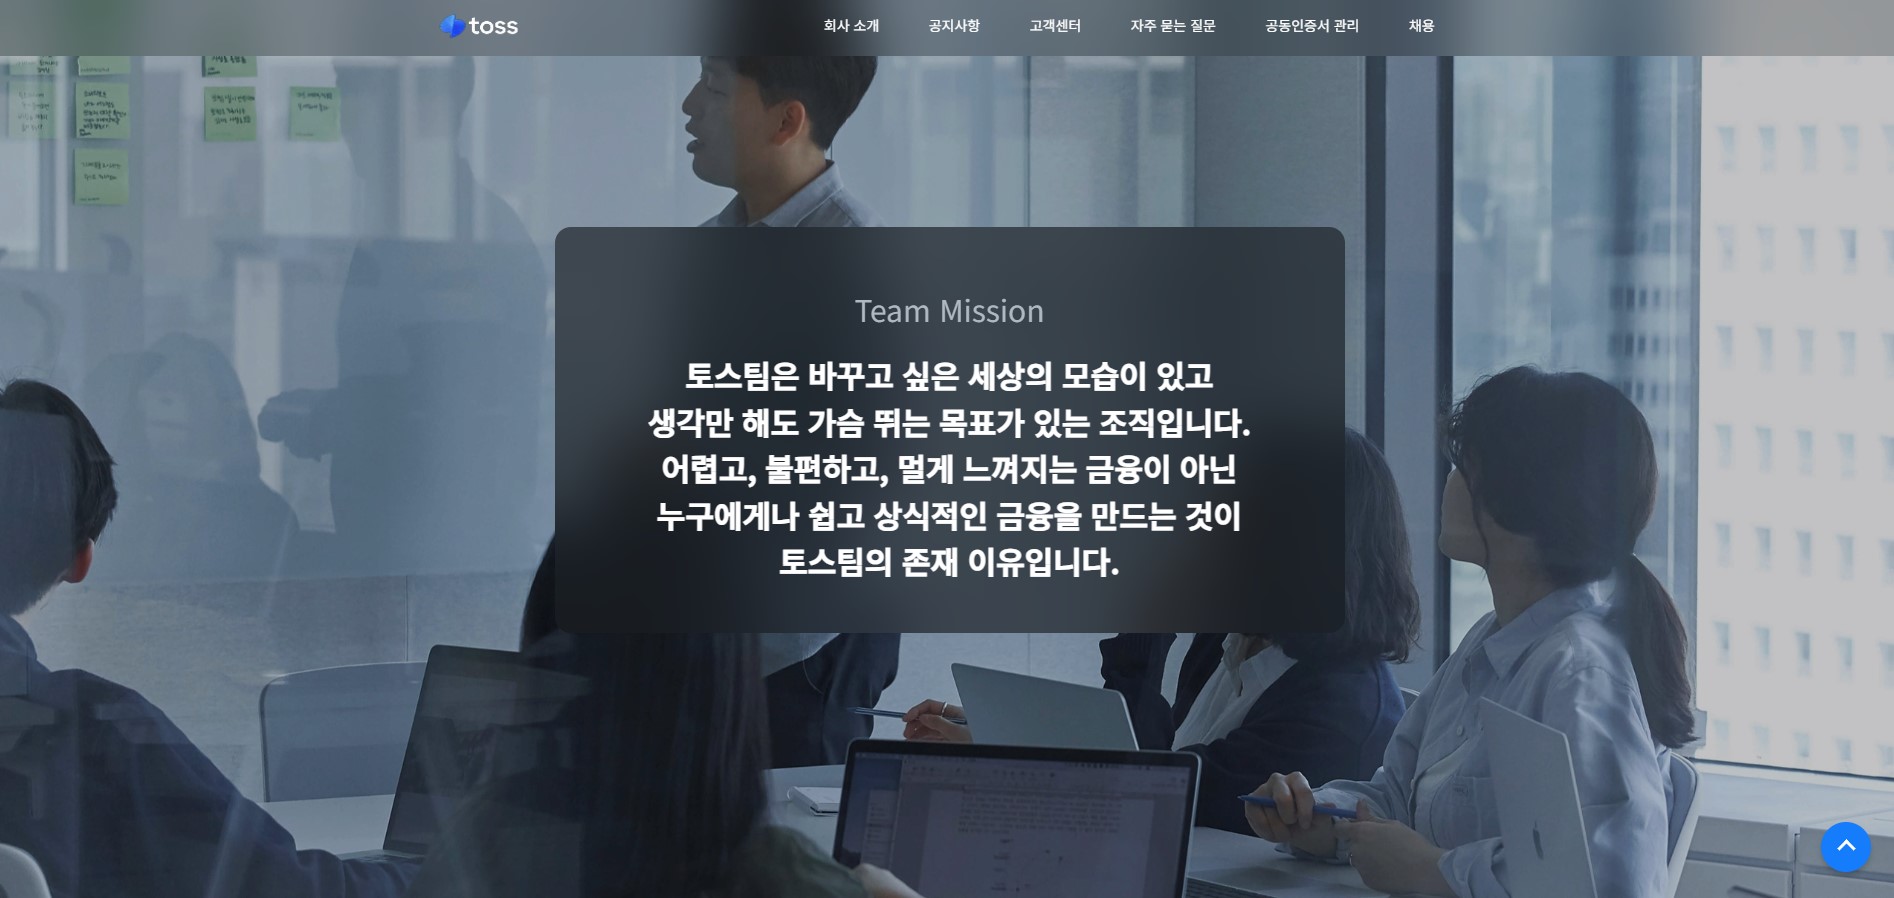 toss
회사 소개
공지사항
고객센터
자주 묻는 질문
공동인증서 관리
채용
Team Mission
토스팀은 바꾸고 싶은 세상의 모습이 있고
생각만 해도 가슴 뛰는 목표가 있는 조직입니다.
어렵고, 불편하고, 멀게 느껴지는 금융이 아닌
누구에게나 쉽고 상식적인 금융을 만드는 것이
토스팀의 존재 이유입니다.